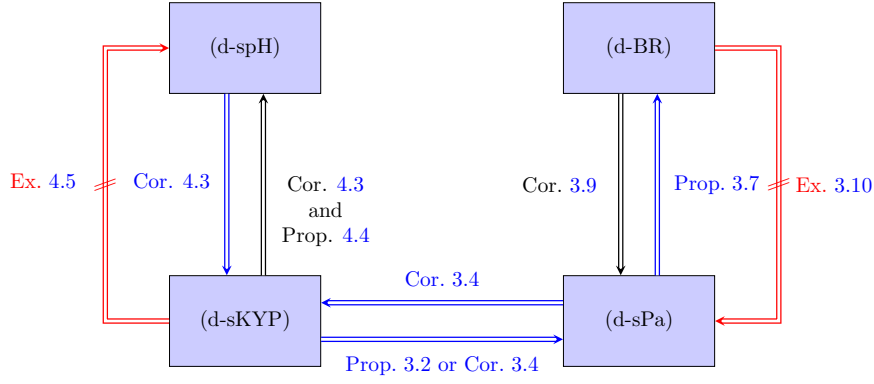 (d-spH)
(d-BR)
Ex. 4.5
Cor. 4.3
Cor. 4.3
and
Prop. 4.4
Cor. 3.9
Prop. 3.7
Ex. 3.10
(d-sKYP)
Cor. 3.4
(d-sPa)
Prop. 3.2 or Cor. 3.4